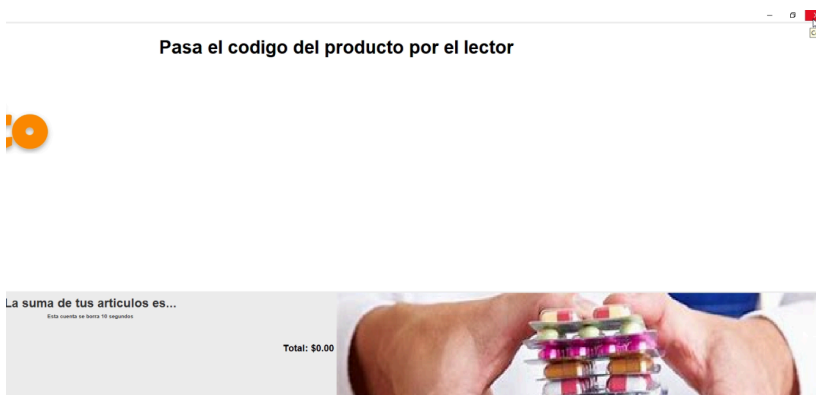 Pasa el codigo del producto por el lector
co
La suma de tus articulos es...
Esta cuenta se borra 10 segundos
Total: $0.00